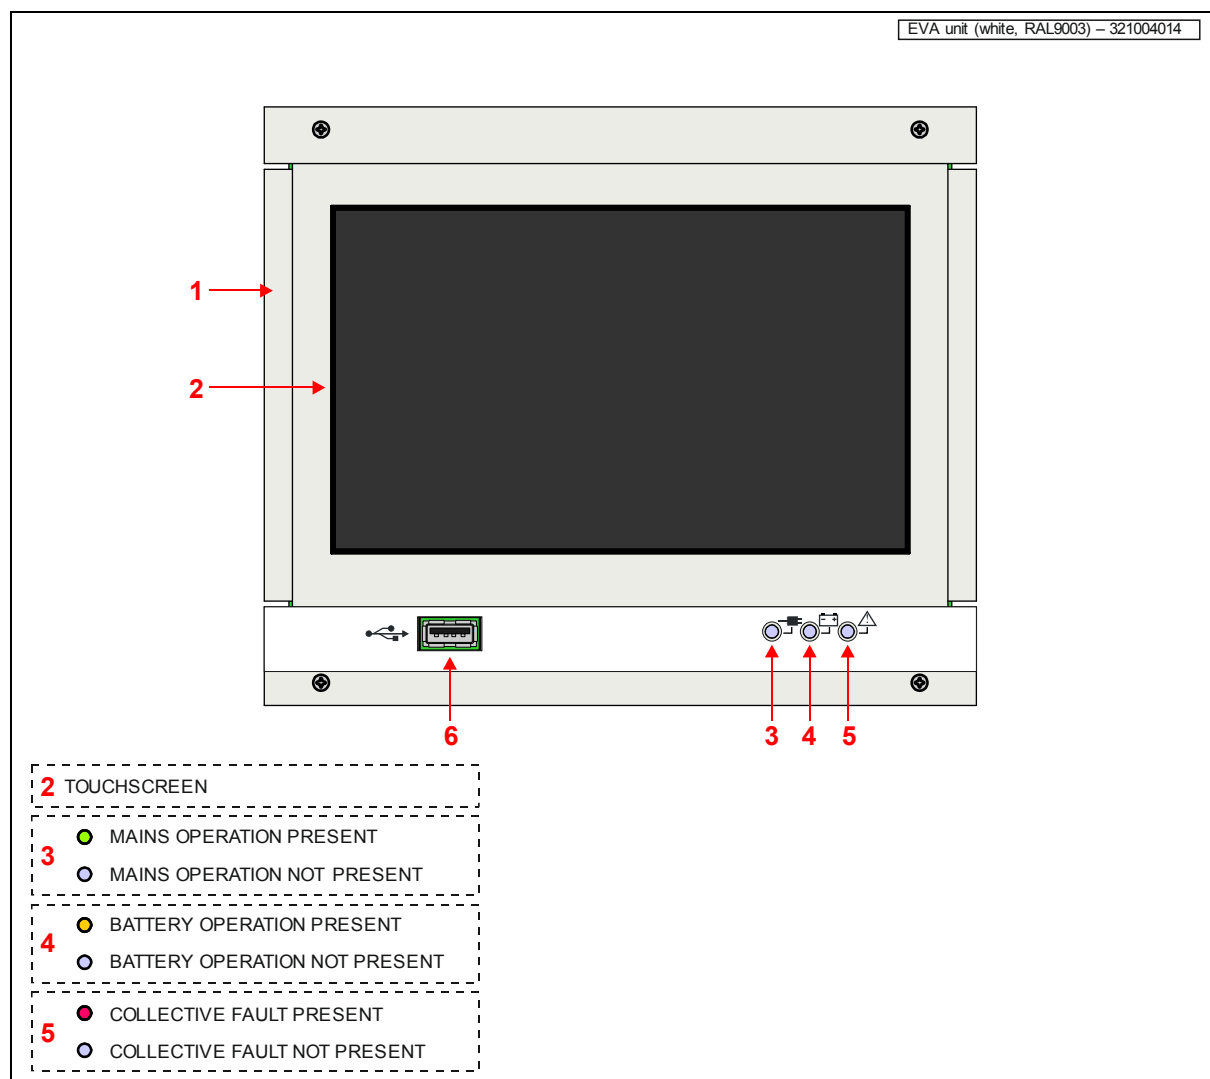 EVA unit (white, RAL9003) – 321004014
1
2
6
3 4 5
2 TOUCHSCREEN
3
MAINS OPERATION PRESENT
MAINS OPERATION NOT PRESENT
4
BATTERY OPERATION PRESENT
BATTERY OPERATION NOT PRESENT
5
COLLECTIVE FAULT PRESENT
COLLECTIVE FAULT NOT PRESENT